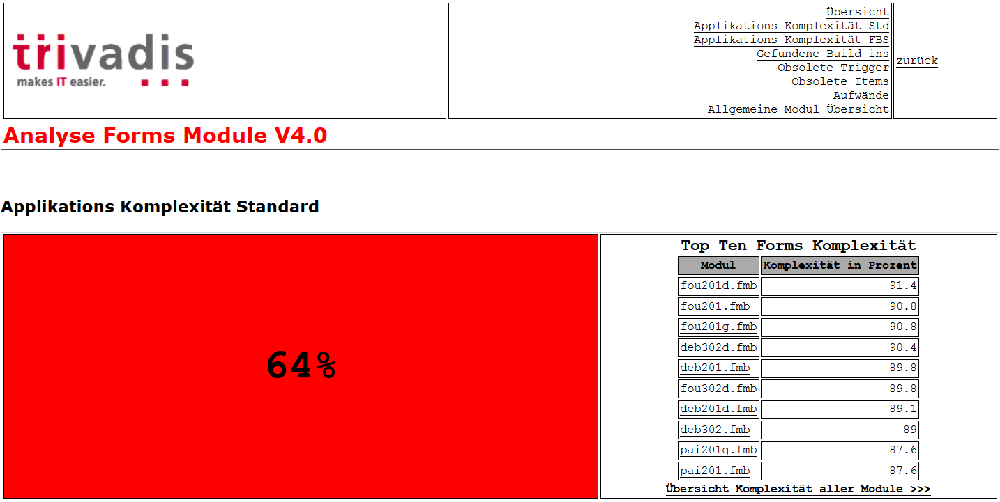 trivadis
makes IT easier.
Übersicht
Applikations Komplexität Std
Applikations Komplexität FBS
Gefundene Build ins
Obsolete Trigger
Obsolete Items
Aufwände
Allgemeine Modul Übersicht
zurück
Analyse Forms Module V4.0
Applikations Komplexität Standard
64%
Top Ten Forms Komplexität
Modul Komplexität in Prozent
fou201d.fmb 91.4
fou201.fmb 90.8
fou201g.fmb 90.8
deb302d.fmb 90.4
deb201.fmb 89.8
fou302d.fmb 89.8
deb201d.fmb 89.1
deb302.fmb 89
pai201g.fmb 87.6
pai201.fmb 87.6
Übersicht Komplexität aller Module >>>